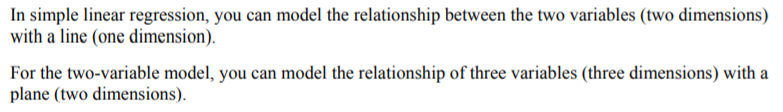 In simple linear regression, you can model the relationship between the two variables (two dimensions)
with a line (one dimension).
For the two-variable model, you can model the relationship of three variables (three dimensions) with a
plane (two dimensions).